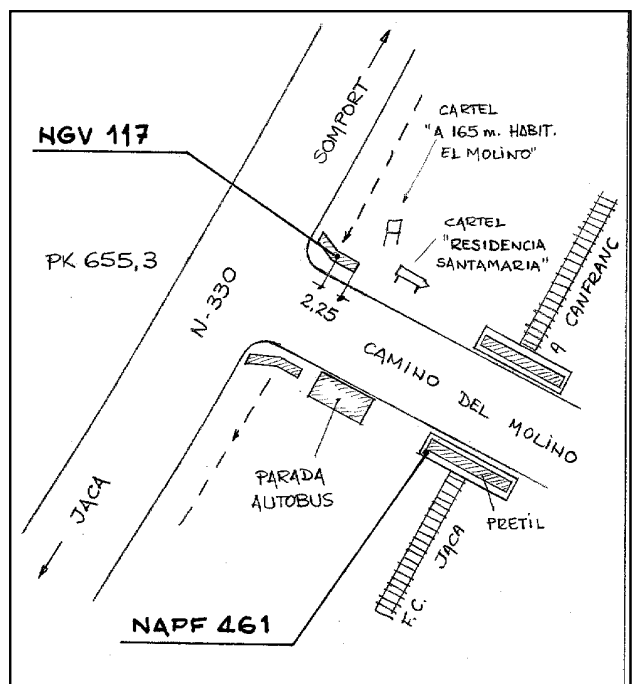 SOMPORT
CARTEL
"A 165 m. HABIT.
EL MOLINO"
NGV 117
CARTEL
"RESIDENCIA
SANTAMARIA"
PK 655,3
N-330
2,25
A CANFRANC
CAMINO DEL MOLINO
PARADA
AUTOBUS
JACA
PRETIL
F.C. JACA
NAPF 461